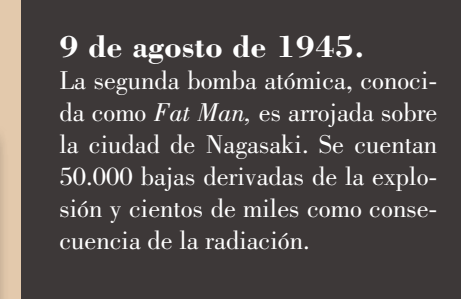 9 de agosto de 1945.
La segunda bomba atómica, conoci-
da como Fat Man, es arrojada sobre
la ciudad de Nagasaki. Se cuentan
50.000 bajas derivadas de la explo-
sión y cientos de miles como conse-
cuencia de la radiación.